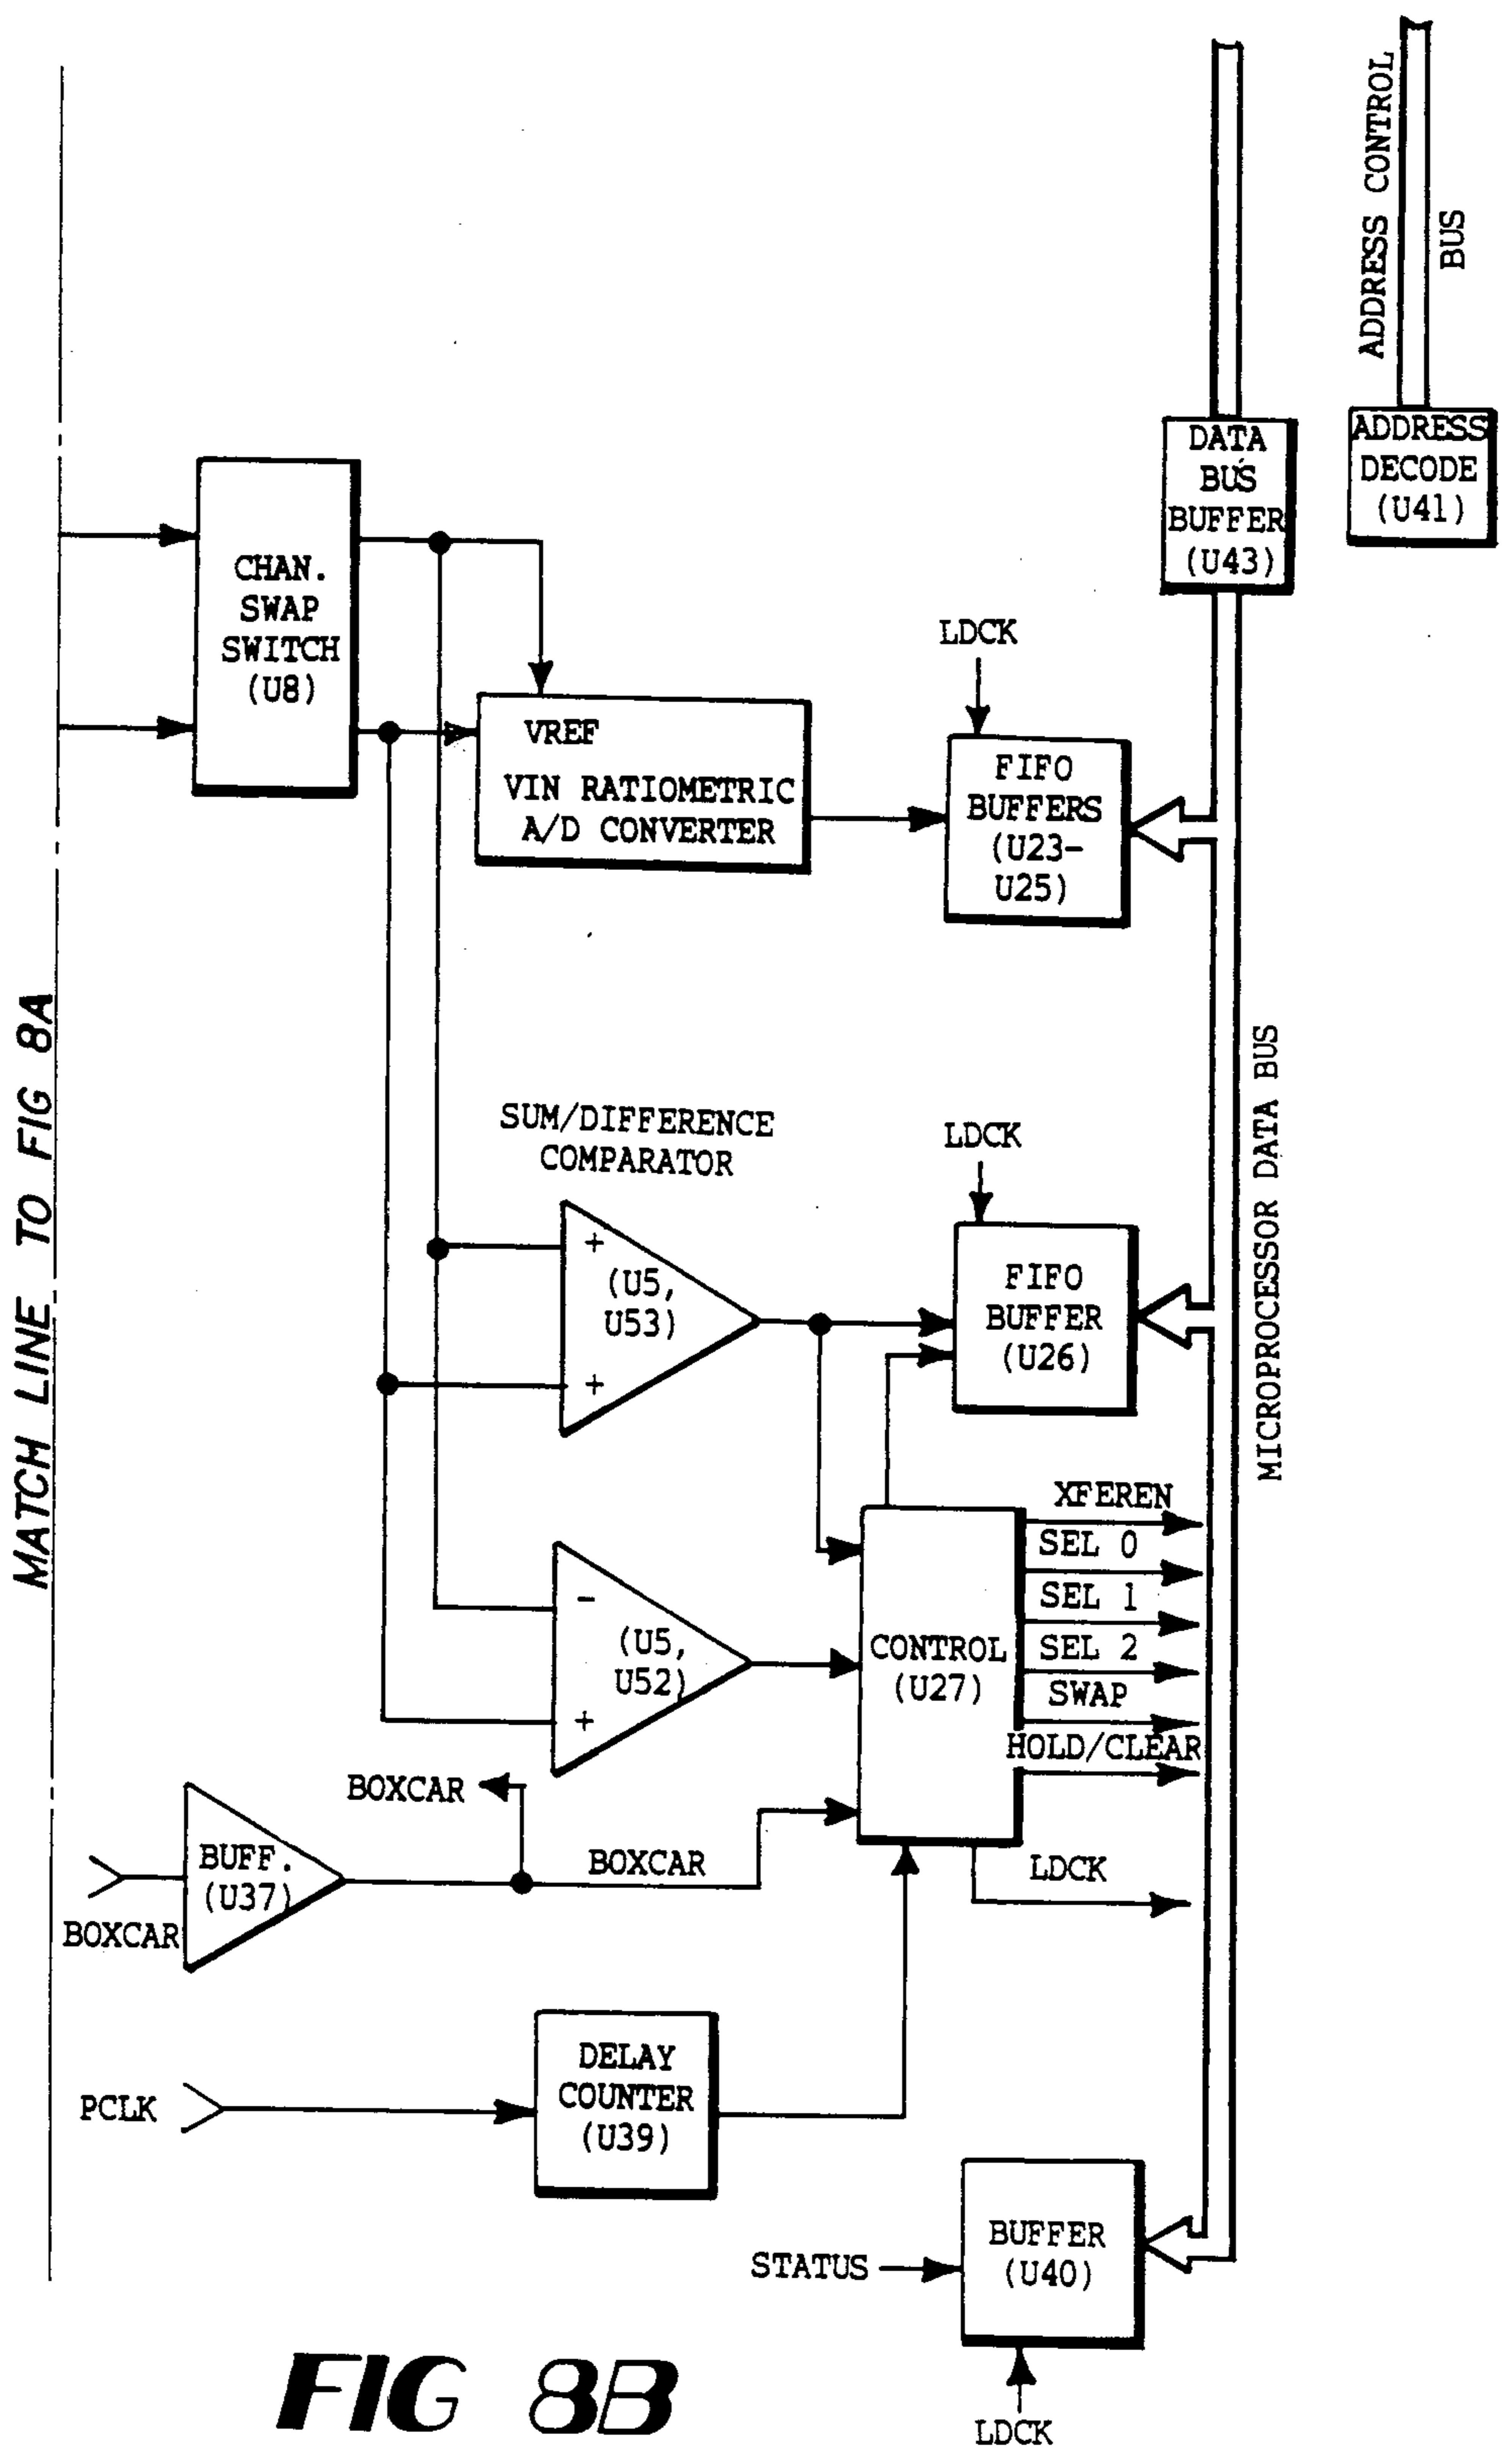 ADDRESS CONTROL
BUS
DATA
BUS
BUFFER
(U43)
ADDRESS
DECODE
(U41)
CHAN.
SWAP
SWITCH
(U8)
LDCK
VREF
VIN RATIOMETRIC
A/D CONVERTER
FIFO
BUFFERS
(U23-
U25)
MATCH LINE TO FIG 8A
MICROPROCESSOR DATA BUS
SUM/DIFFERENCE
COMPARATOR
LDCK
+
(U5,
U53)
+
FIFO
BUFFER
(U26)
XFEREN
SEL 0
SEL 1
SEL 2
SWAP
HOLD/CLEAR
-
(U5,
U52)
+
CONTROL
(U27)
BOXCAR
BUFF.
(U37)
BOXCAR
BOXCAR
LDCK
PCLK
DELAY
COUNTER
(U39)
STATUS
BUFFER
(U40)
LDCK
FIG 8B